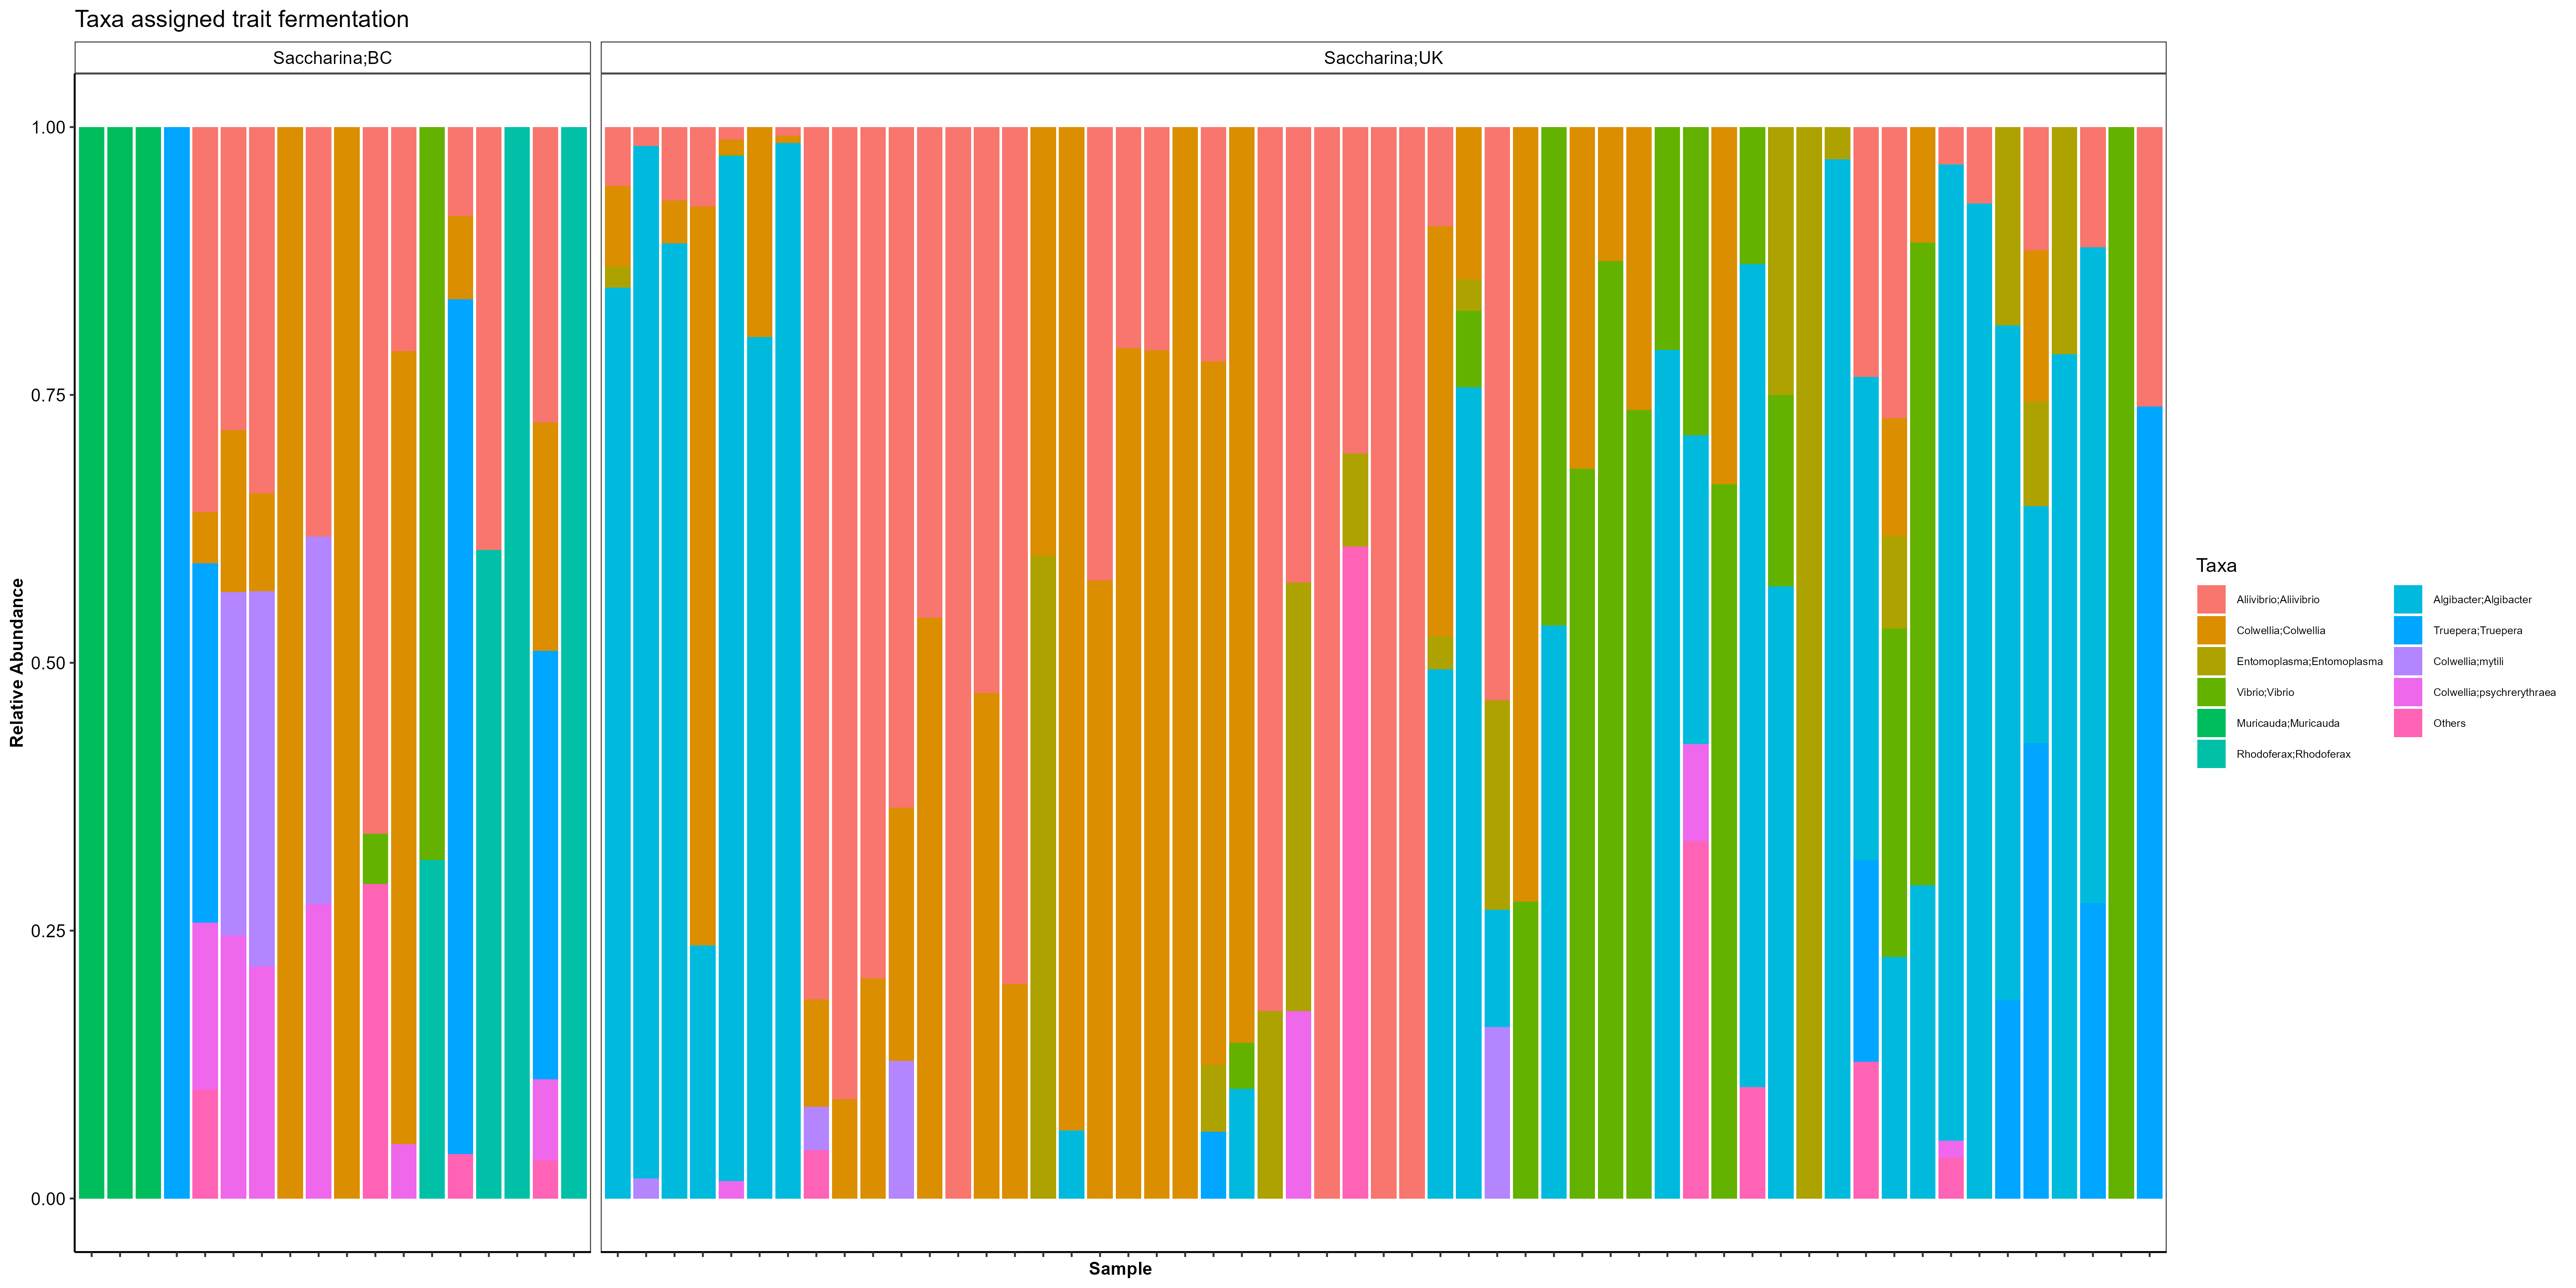 Taxa assigned trait fermentation
Saccharina;BC
Saccharina;UK
1.00
0.75
0.50
0.25
0.00
Relative Abundance
Sample
Taxa
Aliivibrio;Aliivibrio
Colwellia;Colwellia
Entomoplasma;Entomoplasma
Vibrio;Vibrio
Muricauda;Muricauda
Rhodoferax;Rhodoferax
Algibacter;Algibacter
Truepera;Truepera
Colwellia;mytili
Colwellia;psychrerythraea
Others